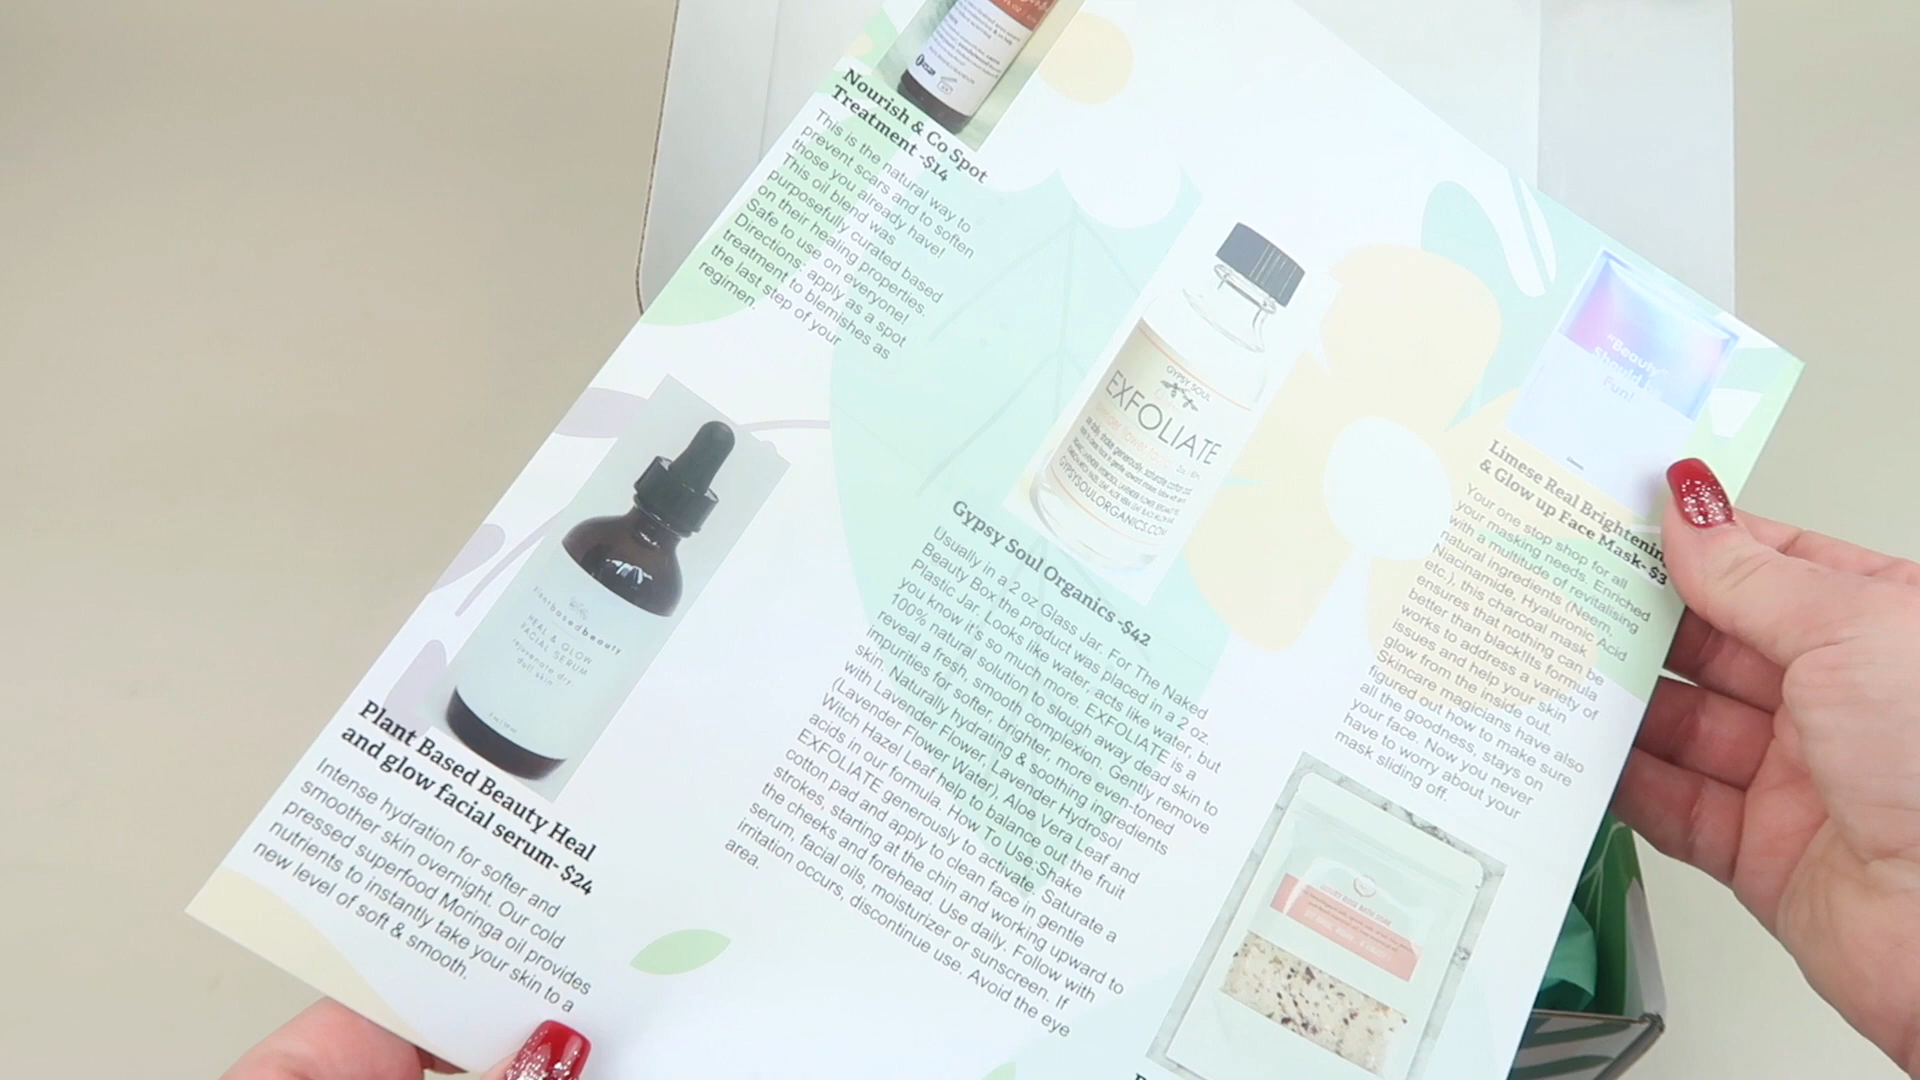 Nourish & Co Spot
Treatment -$14
This is the natural way to
prevent scars and to soften
those you already have!
This oil blend was
purposefully curated based
on their healing properties.
Safe to use on everyone!
Directions: apply as a spot
treatment to blemishes as
the last step of your
regimen.
plantbasedbeauty
HEAL & GLOW
FACIAL SERUM
rejuvenate dry
dull skin
Plant Based Beauty Heal
and glow facial serum- $24
Intense hydration for softer and
smoother skin overnight. Our cold
pressed superfood Moringa oil provides
nutrients to instantly take your skin to a
new level of soft & smooth.
GYPSY SOUL
EXFOLIATE
GYPSYSOULORGANICS.COM
Gypsy Soul Organics -$42
Usually in a 2 oz Glass Jar. For The Naked
Beauty Box the product was placed in a 2 oz.
Plastic Jar. Looks like water, acts like water, but
you know it's so much more. EXFOLIATE is a
100% natural solution to slough away dead skin to
reveal a fresh, smooth complexion. Gently remove
impurities for softer, brighter, more even-toned
skin. Naturally hydrating & soothing ingredients
with Lavender Flower, Lavender Hydrosol
(Lavender Flower Water), Aloe Vera Leaf and
Witch Hazel Leaf help to balance out the fruit
acids in our formula. How To Use:Shake
EXFOLIATE generously to activate. Saturate a
cotton pad and apply to clean face in gentle
strokes, starting at the chin and working upward to
the cheeks and forehead. Use daily. Follow with
serum, facial oils, moisturizer or sunscreen. If
irritation occurs, discontinue use. Avoid the eye
area.
"Beauty
Should be
Fun!
Limese Real Brightening
& Glow up Face Mask- $3
Your one stop shop for all
your masking needs. Enriched
with a multitude of revitalising
natural ingredients (Neem,
Niacinamide, Hyaluronic Acid
etc.), this charcoal mask
ensures that nothing can be
better than blacklits formula
works to address a variety of
issues and help your skin
glow from the inside out.
Skincare magicians have also
figured out how to make sure
all the goodness, stays on
your face. Now you never
have to worry about your
mask sliding off.